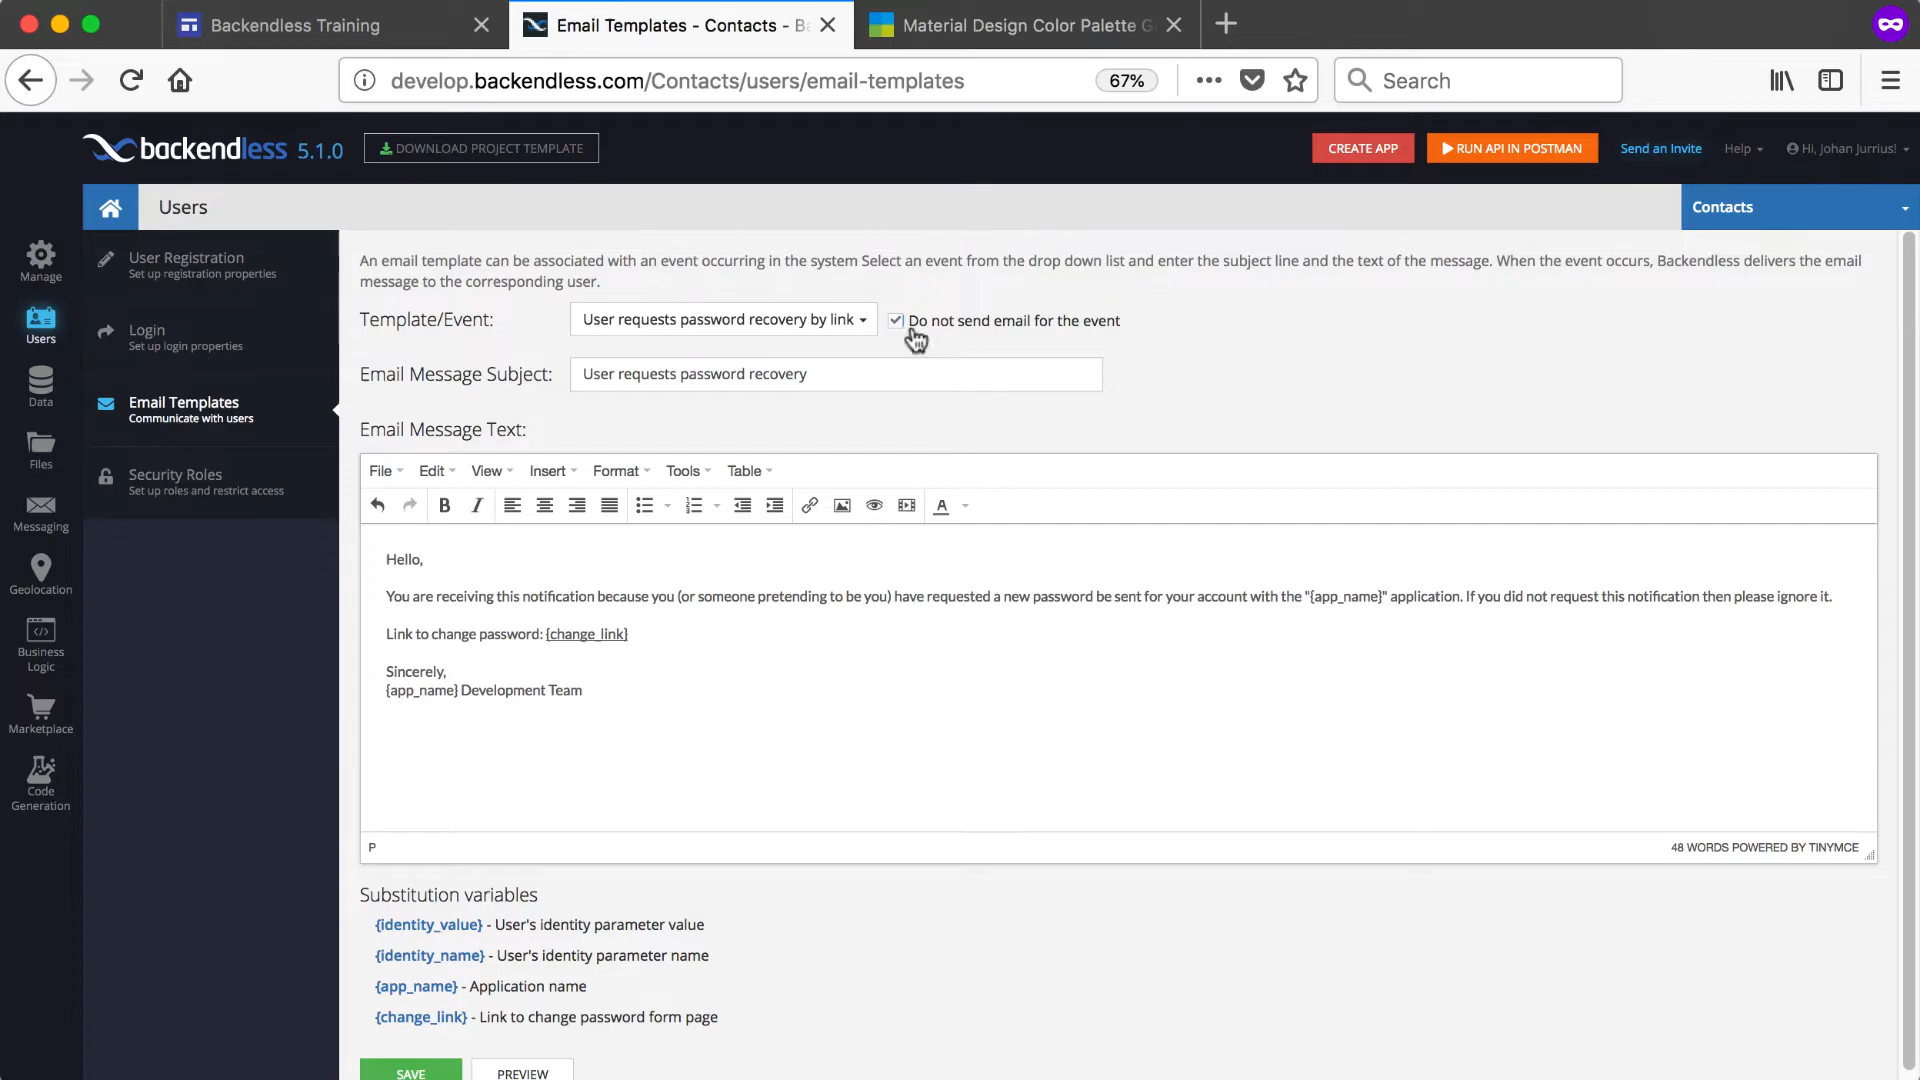 Backendless Training
Email Templates - Contacts - B
Material Design Color Palette G
develop.backendless.com/Contacts/users/email-templates
67%
Search
backendless 5.1.0
DOWNLOAD PROJECT TEMPLATE
CREATE APP
RUN API IN POSTMAN
Send an Invite
Help
Hi, Johan Jurrius!
Users
Contacts
Manage
Users
Data
Files
Messaging
Geolocation
Business
Logic
Marketplace
Code
Generation
User Registration
Set up registration properties
Login
Set up login properties
Email Templates
Communicate with users
Security Roles
Set up roles and restrict access
An email template can be associated with an event occurring in the system Select an event from the drop down list and enter the subject line and the text of the message. When the event occurs, Backendless delivers the email
message to the corresponding user.
Template/Event:
User requests password recovery by link
Do not send email for the event
Email Message Subject:
User requests password recovery
Email Message Text:
File Edit View Insert Format Tools Table
B I A
Hello,
You are receiving this notification because you (or someone pretending to be you) have requested a new password be sent for your account with the "{app_name}" application. If you did not request this notification then please ignore it.
Link to change password: {change_link}
Sincerely,
{app_name} Development Team
P
48 WORDS POWERED BY TINYMCE
Substitution variables
{identity_value} - User's identity parameter value
{identity_name} - User's identity parameter name
{app_name} - Application name
{change_link} - Link to change password form page
SAVE
PREVIEW